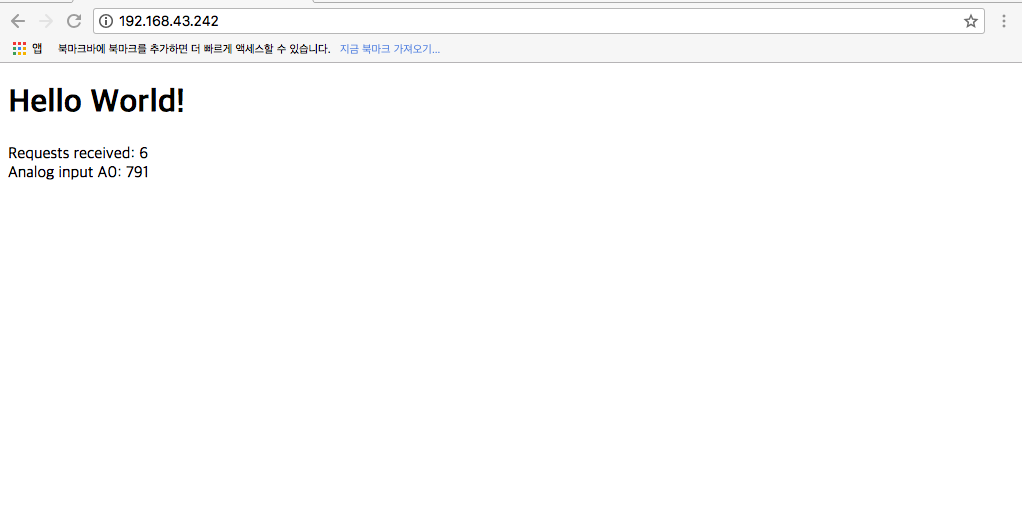 192.168.43.242
앱 북마크바에 북마크를 추가하면 더 빠르게 액세스할 수 있습니다. 지금 북마크 가져오기...
Hello World!
Requests received: 6
Analog input A0: 791